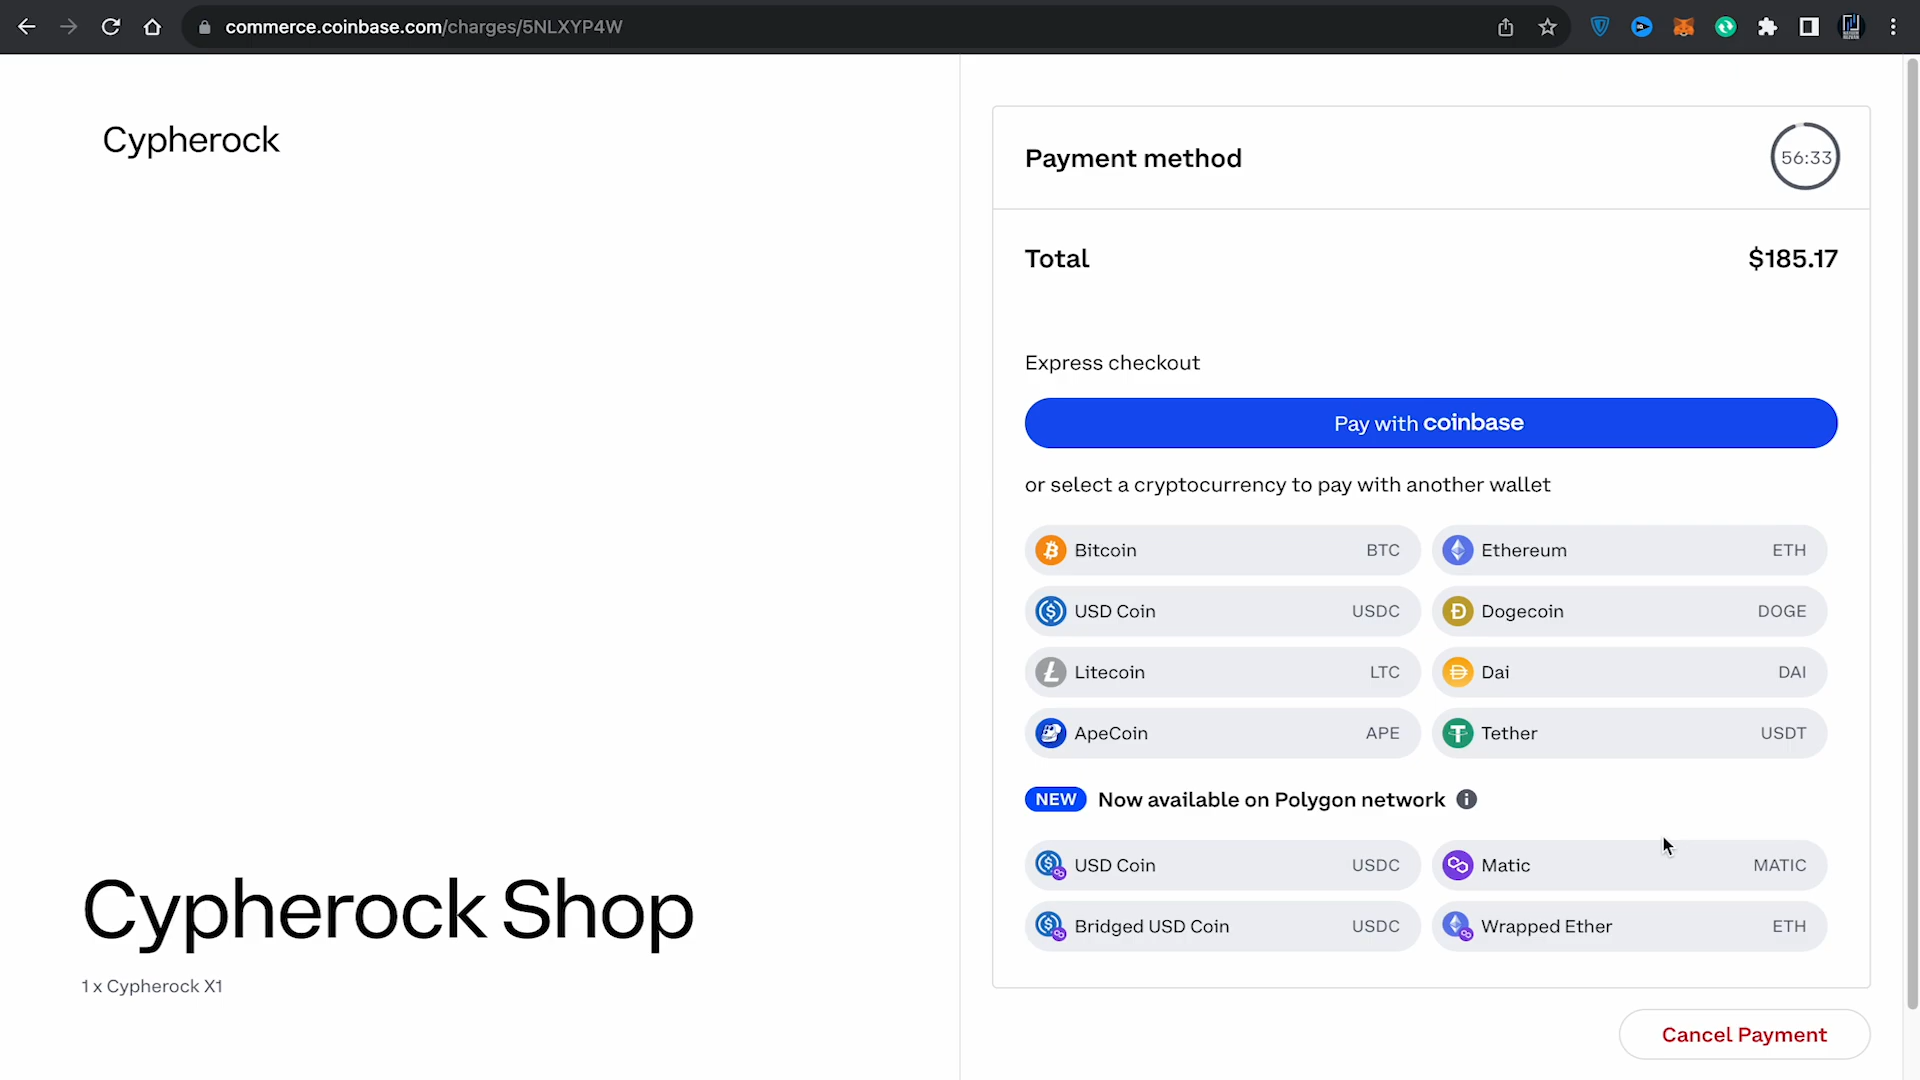 commerce.coinbase.com/charges/5NLXYP4W
Cypherock
Payment method
56:33
Total
$185.17
Express checkout
Pay with coinbase
or select a cryptocurrency to pay with another wallet
Bitcoin BTC
Ethereum ETH
USD Coin USDC
Dogecoin DOGE
Litecoin LTC
Dai DAI
ApeCoin APE
Tether USDT
NEW Now available on Polygon network
USD Coin USDC
Matic MATIC
Bridged USD Coin USDC
Wrapped Ether ETH
Cypherock Shop
1 x Cypherock X1
Cancel Payment